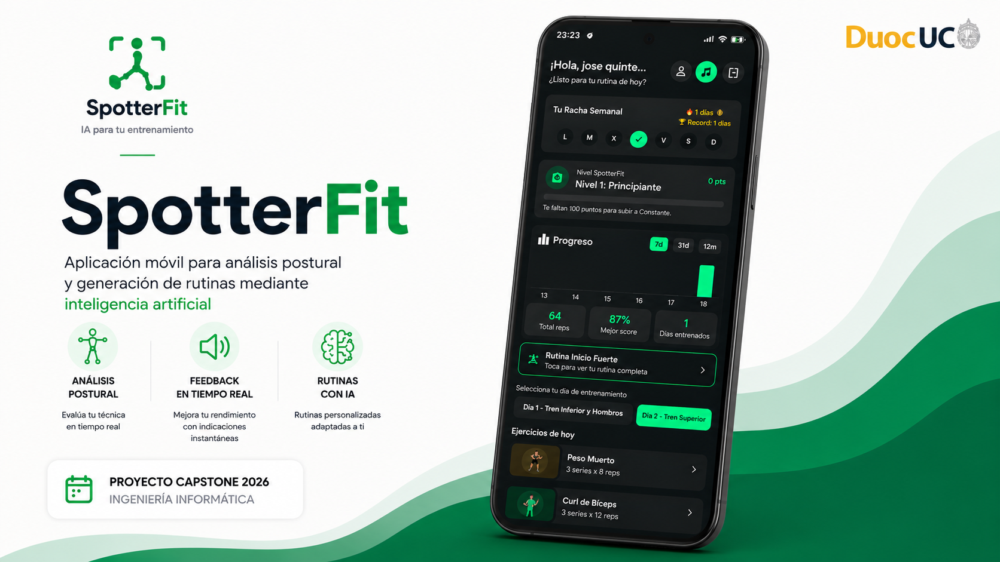 SpotterFit
IA para tu entrenamiento
SpotterFit
Aplicación móvil para análisis postural
y generación de rutinas mediante
inteligencia artificial
ANÁLISIS
POSTURAL
Evalúa tu técnica
en tiempo real
FEEDBACK
EN TIEMPO REAL
Mejora tu rendimiento
con indicaciones
instantáneas
RUTINAS
CON IA
Rutinas personalizadas
adaptadas a ti
PROYECTO CAPSTONE 2026
INGENIERÍA INFORMÁTICA
23:23
¡Hola, jose quinte...
¿Listo para tu rutina de hoy?
Tu Racha Semanal
1 días
Record: 1 dias
L M X V S D
Nivel SpotterFit
Nivel 1: Principiante
0 pts
Te faltan 100 puntos para subir a Constante.
Progreso
7d 31d 12m
13 14 15 16 17 18
64
Total reps
87%
Mejor score
1
Días entrenados
Rutina Inicio Fuerte
Toca para ver tu rutina completa
Selecciona tu dia de entrenamiento
Dia 1 - Tren Inferior y Hombros
Dia 2 - Tren Superior
Ejercicios de hoy
Peso Muerto
3 series x 8 reps
Curl de Bíceps
3 series x 12 reps
Duoc UC